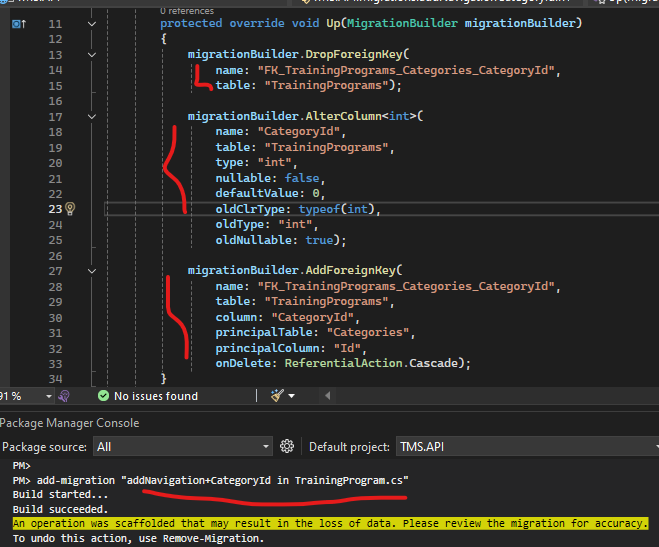 0 references
11 protected override void Up(MigrationBuilder migrationBuilder)
12 {
13 migrationBuilder.DropForeignKey(
14 name: "FK_TrainingPrograms_Categories_CategoryId",
15 table: "TrainingPrograms");
16
17 migrationBuilder.AlterColumn<int>(
18 name: "CategoryId",
19 table: "TrainingPrograms",
20 type: "int",
21 nullable: false,
22 defaultValue: 0,
23 oldClrType: typeof(int),
24 oldType: "int",
25 oldNullable: true);
26
27 migrationBuilder.AddForeignKey(
28 name: "FK_TrainingPrograms_Categories_CategoryId",
29 table: "TrainingPrograms",
30 column: "CategoryId",
31 principalTable: "Categories",
32 principalColumn: "Id",
33 onDelete: ReferentialAction.Cascade);
34 }
91 % No issues found
Package Manager Console
Package source: All Default project: TMS.API
PM>
PM> add-migration "addNavigation+CategoryId in TrainingProgram.cs"
Build started...
Build succeeded.
An operation was scaffolded that may result in the loss of data. Please review the migration for accuracy.
To undo this action, use Remove-Migration.